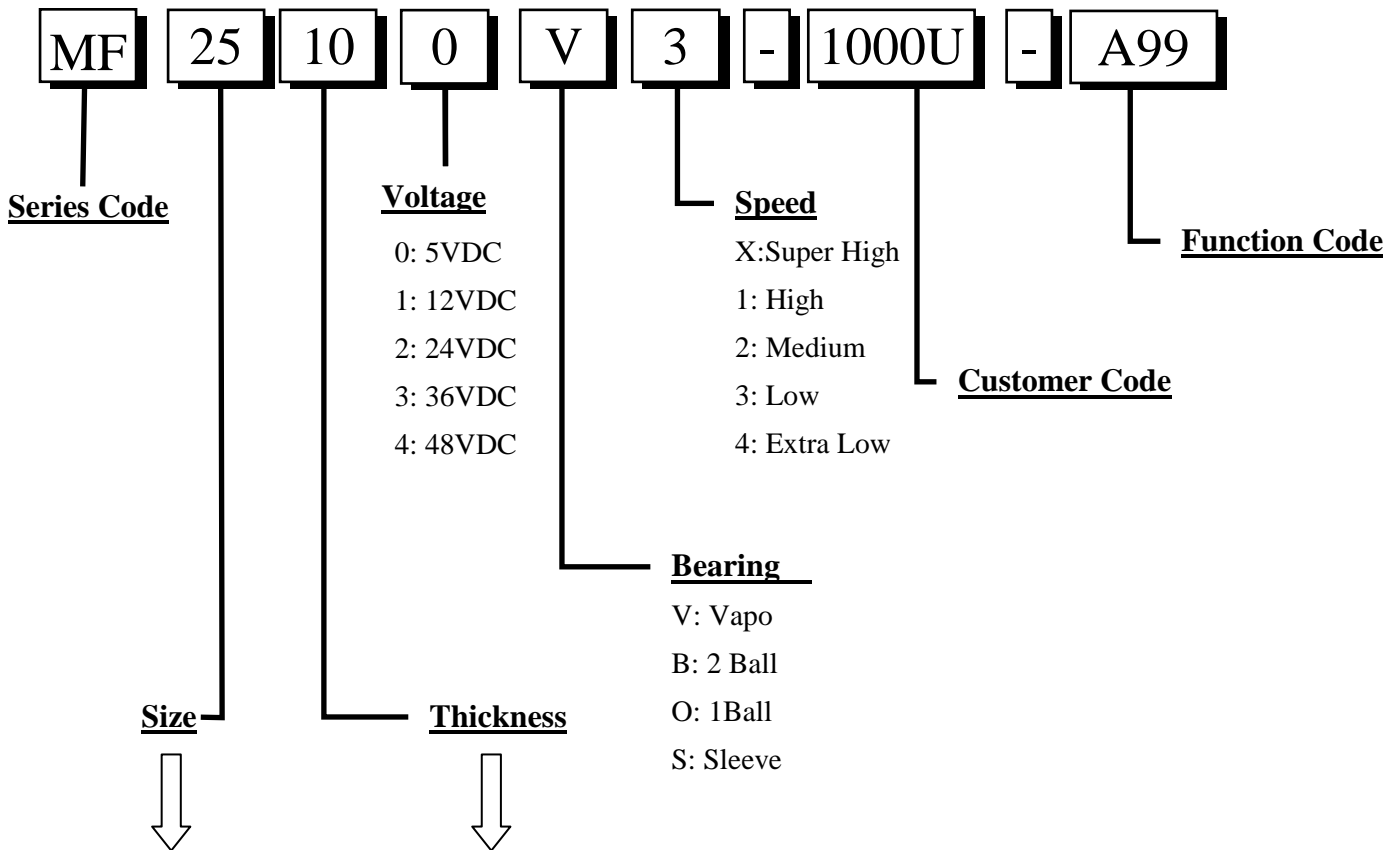 MF 25 10 0 V 3 - 1000U - A99
Series Code
Voltage
0: 5VDC
1: 12VDC
2: 24VDC
3: 36VDC
4: 48VDC
Speed
X:Super High
1: High
2: Medium
3: Low
4: Extra Low
Function Code
Customer Code
Bearing
V: Vapo
B: 2 Ball
O: 1Ball
S: Sleeve
Size
Thickness